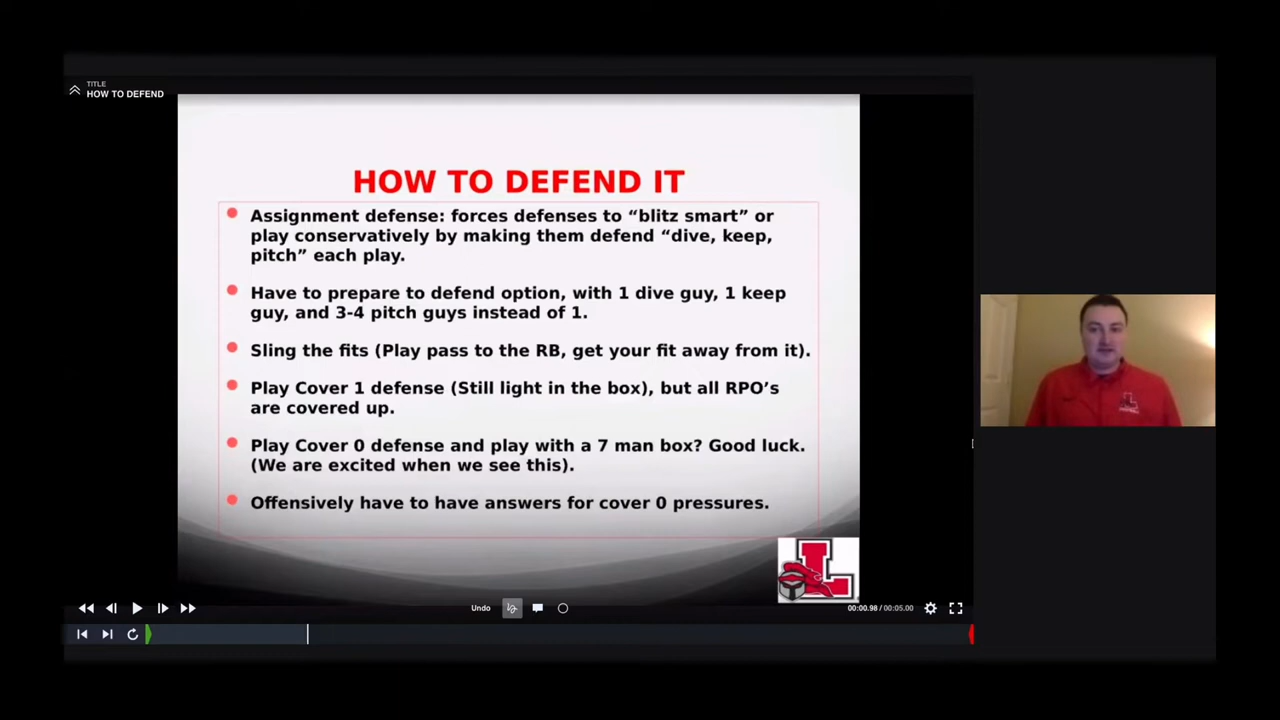 TITLE
HOW TO DEFEND
HOW TO DEFEND IT
Assignment defense: forces defenses to “blitz smart” or
play conservatively by making them defend “dive, keep,
pitch” each play.
Have to prepare to defend option, with 1 dive guy, 1 keep
guy, and 3-4 pitch guys instead of 1.
Sling the fits (Play pass to the RB, get your fit away from it).
Play Cover 1 defense (Still light in the box), but all RPO’s
are covered up.
Play Cover 0 defense and play with a 7 man box? Good luck.
(We are excited when we see this).
Offensively have to have answers for cover 0 pressures.
L
L
Undo
00:00.98 / 00:05.00